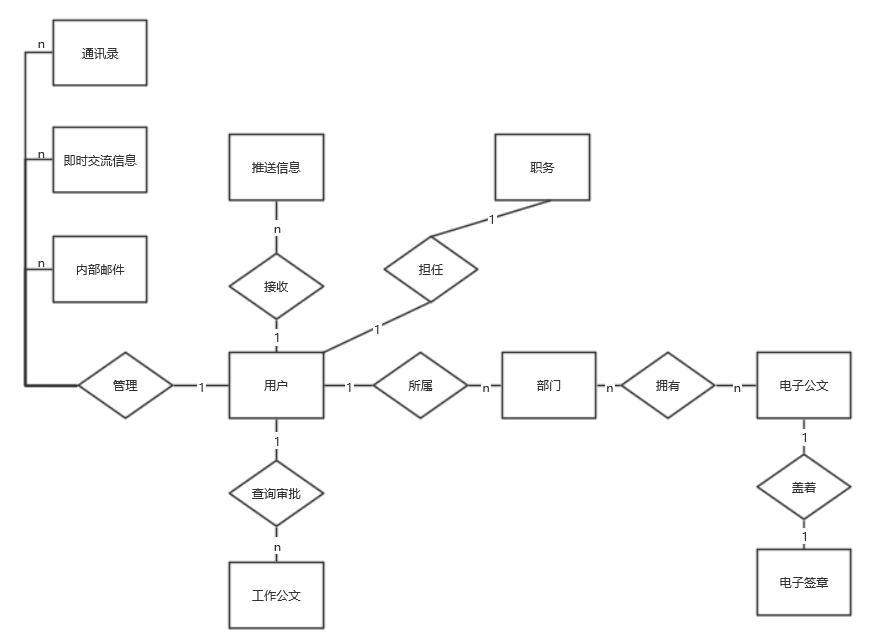 n
通讯录
n
即时交流信息
推送信息
职务
n
1
n
内部邮件
担任
接收
1
1
管理
1
用户
1
所属
n
部门
n
拥有
n
电子公文
1
1
查询审批
盖着
n
1
工作公文
电子签章